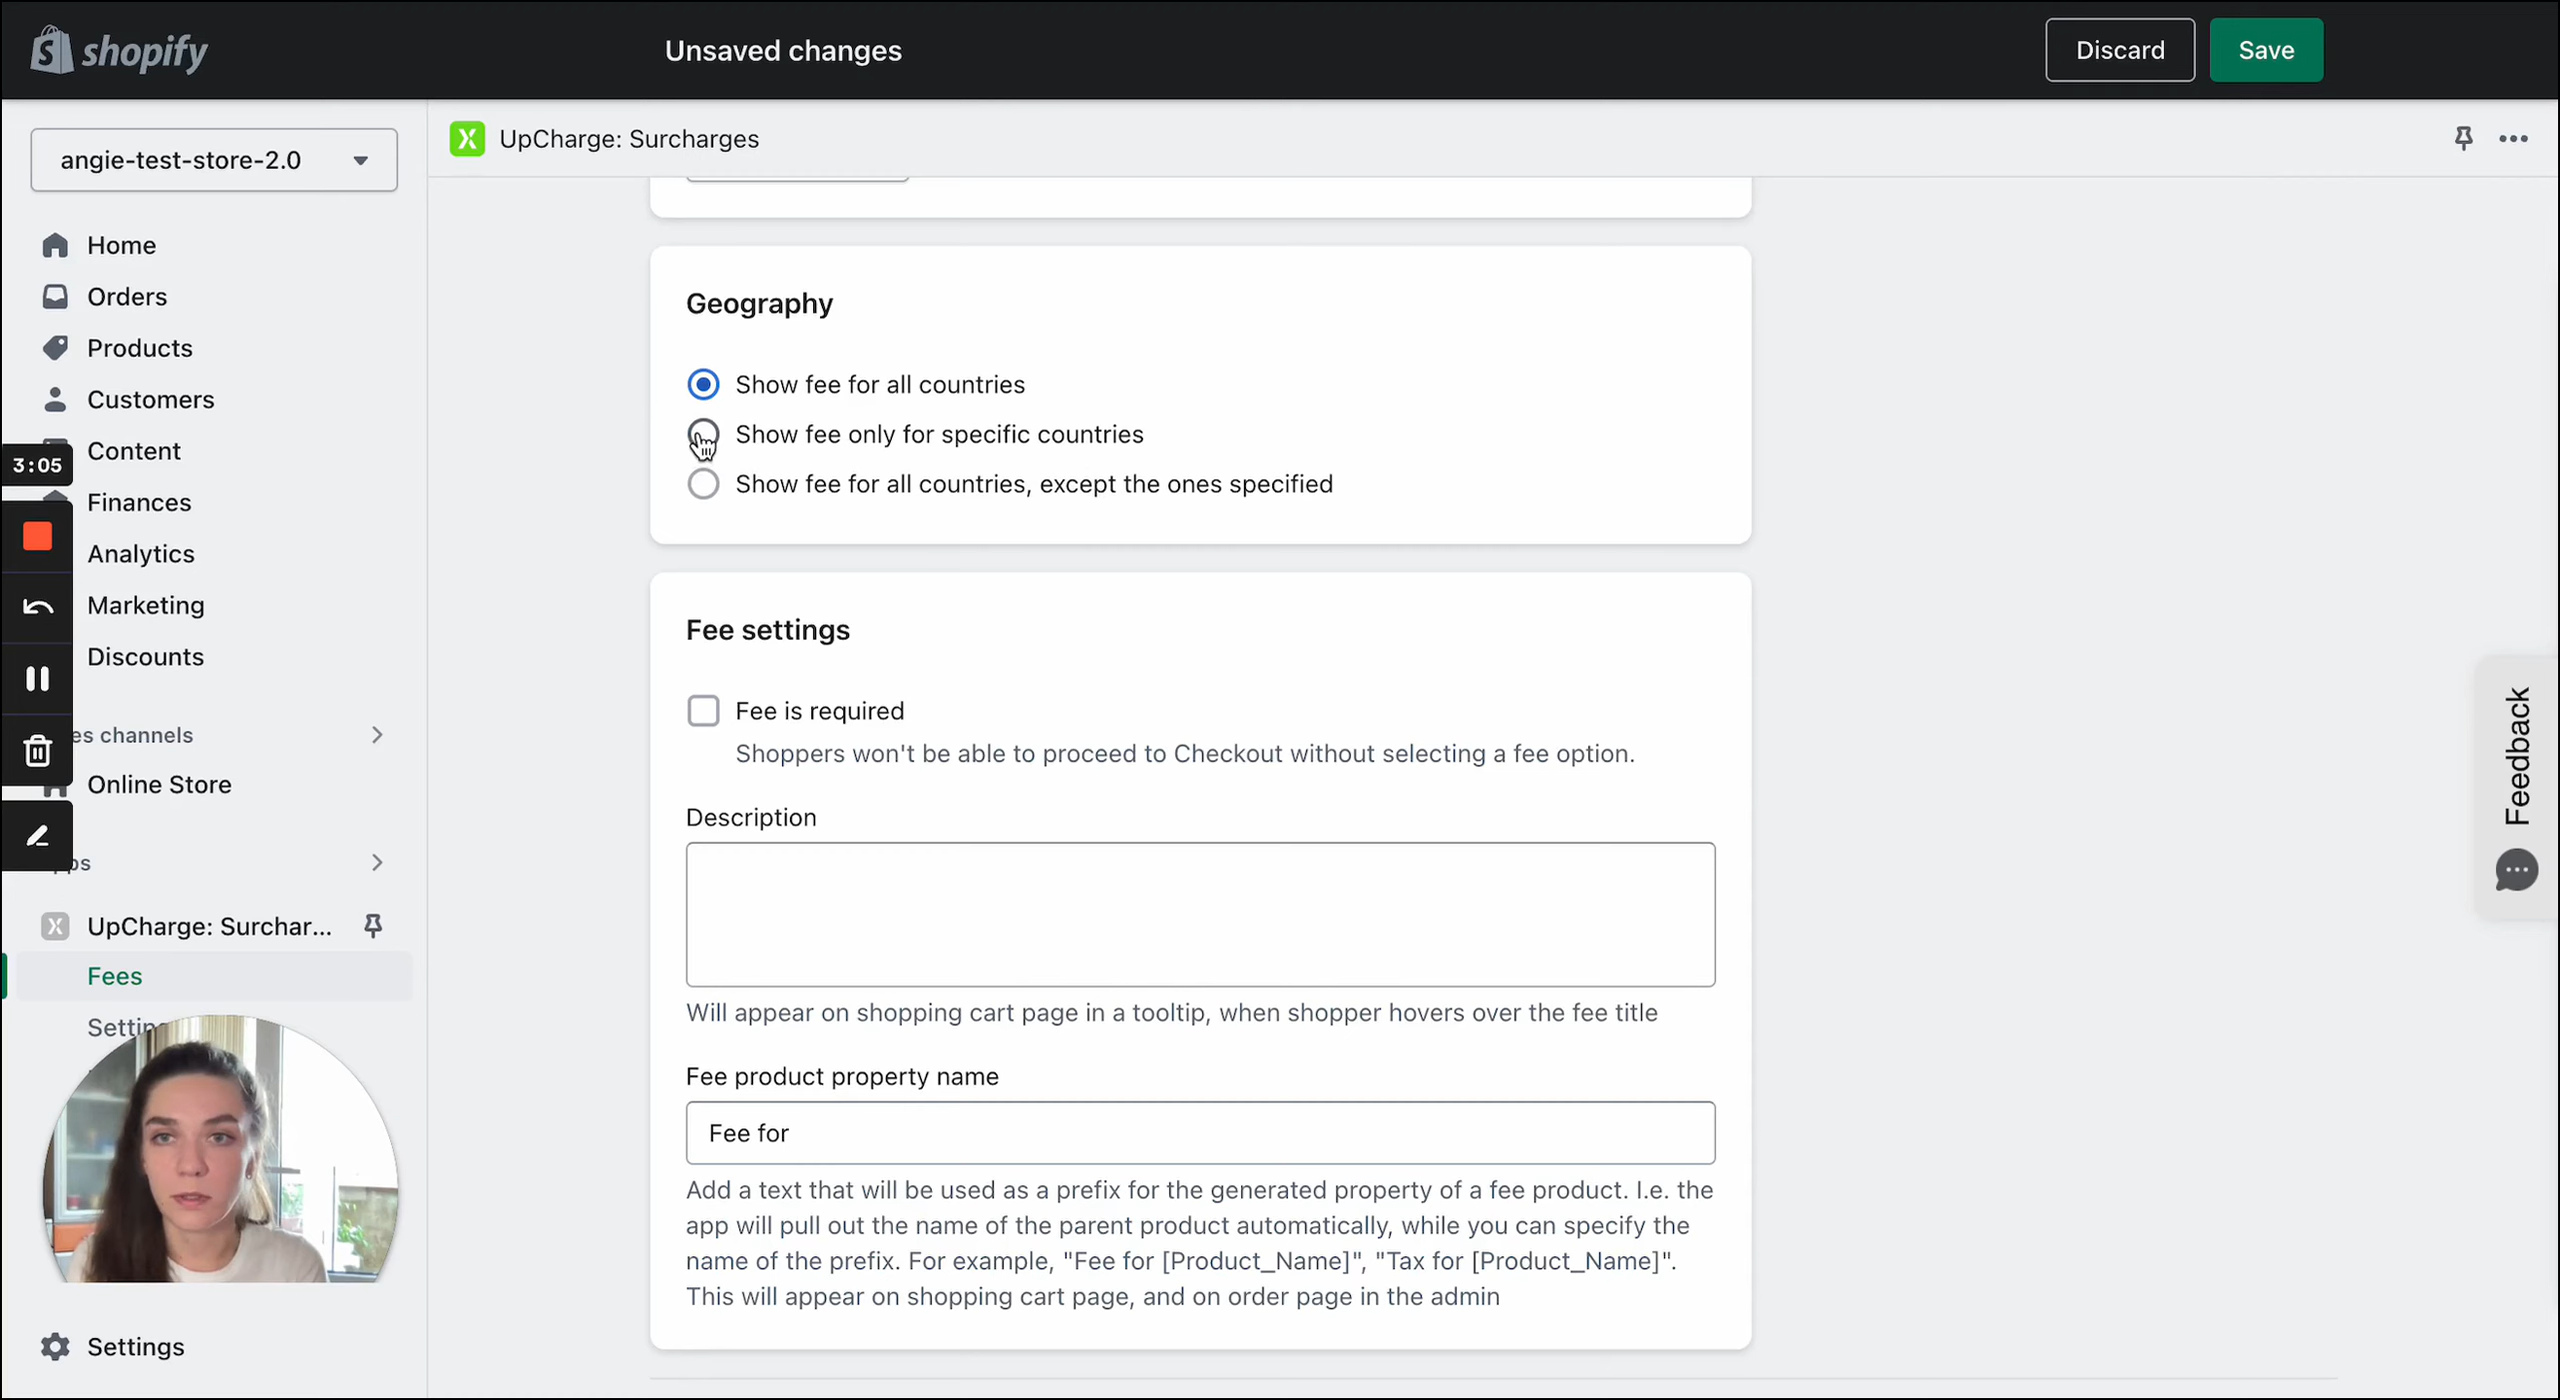 shopify
Unsaved changes
Discard
Save
angie-test-store-2.0
UpCharge: Surcharges
Home
Orders
Products
Customers
Content
3:05
Finances
Analytics
Marketing
Discounts
es channels
Online Store
ps
UpCharge: Surchar...
Fees
Settin
Settings
Geography
Show fee for all countries
Show fee only for specific countries
Show fee for all countries, except the ones specified
Fee settings
Fee is required
Shoppers won't be able to proceed to Checkout without selecting a fee option.
Description
Will appear on shopping cart page in a tooltip, when shopper hovers over the fee title
Fee product property name
Fee for
Add a text that will be used as a prefix for the generated property of a fee product. I.e. the
app will pull out the name of the parent product automatically, while you can specify the
name of the prefix. For example, "Fee for [Product_Name]", "Tax for [Product_Name]".
This will appear on shopping cart page, and on order page in the admin
Feedback